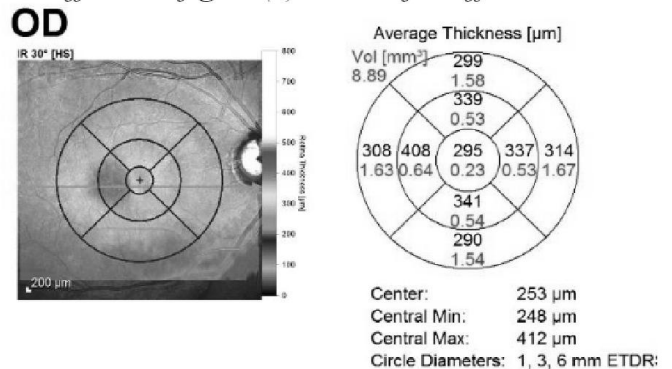 OD
IR 30° [HS]
800
700
600
500
400
300
200
100
0
Retina Thickness [µm]
200 µm
Average Thickness [µm]
Vol [mm³]
8.89
299
1.58
339
0.53
308 408 295 337 314
1.63 0.64 0.23 0.53 1.67
341
0.54
290
1.54
Center: 253 µm
Central Min: 248 µm
Central Max: 412 µm
Circle Diameters: 1, 3, 6 mm ETDRS